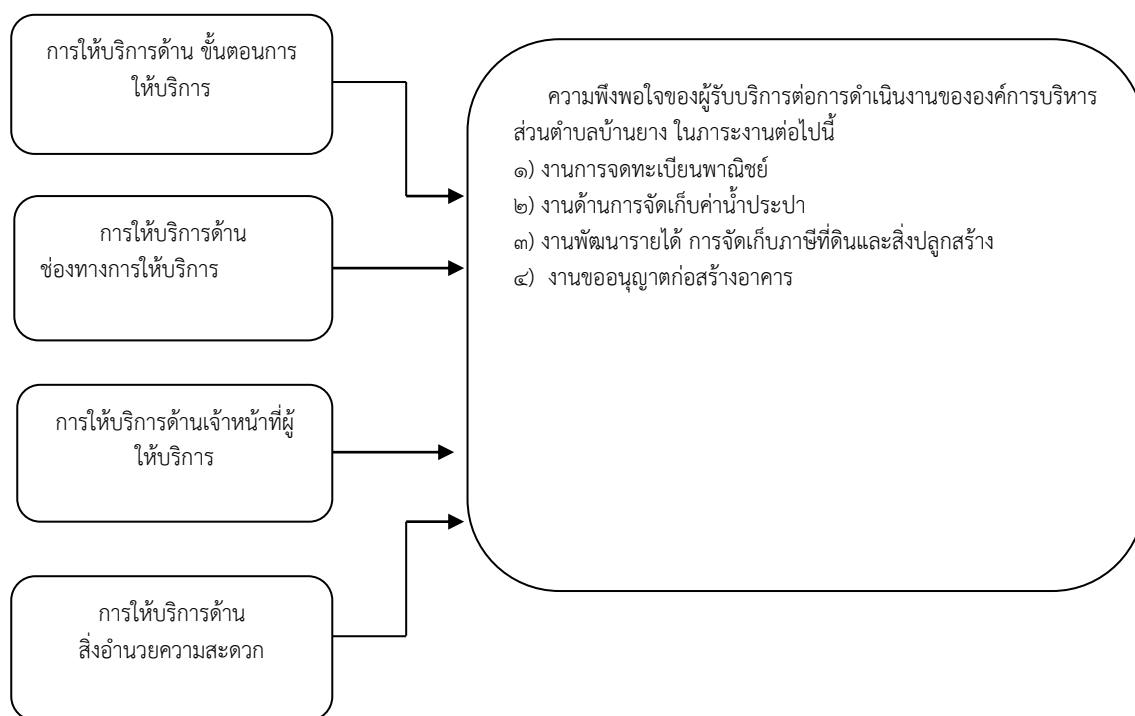 การให้บริการด้าน ขั้นตอนการ
ให้บริการ
การให้บริการด้าน
ช่องทางการให้บริการ
การให้บริการด้านเจ้าหน้าที่ผู้
ให้บริการ
การให้บริการด้าน
สิ่งอำนวยความสะดวก
ความพึงพอใจของผู้รับบริการต่อการดำเนินงานขององค์การบริหาร
ส่วนตำบลบ้านยาง ในภาระงานต่อไปนี้
๑) งานการจดทะเบียนพาณิชย์
๒) งานด้านการจัดเก็บค่าน้ำประปา
๓) งานพัฒนารายได้ การจัดเก็บภาษีที่ดินและสิ่งปลูกสร้าง
๔) งานขออนุญาตก่อสร้างอาคาร